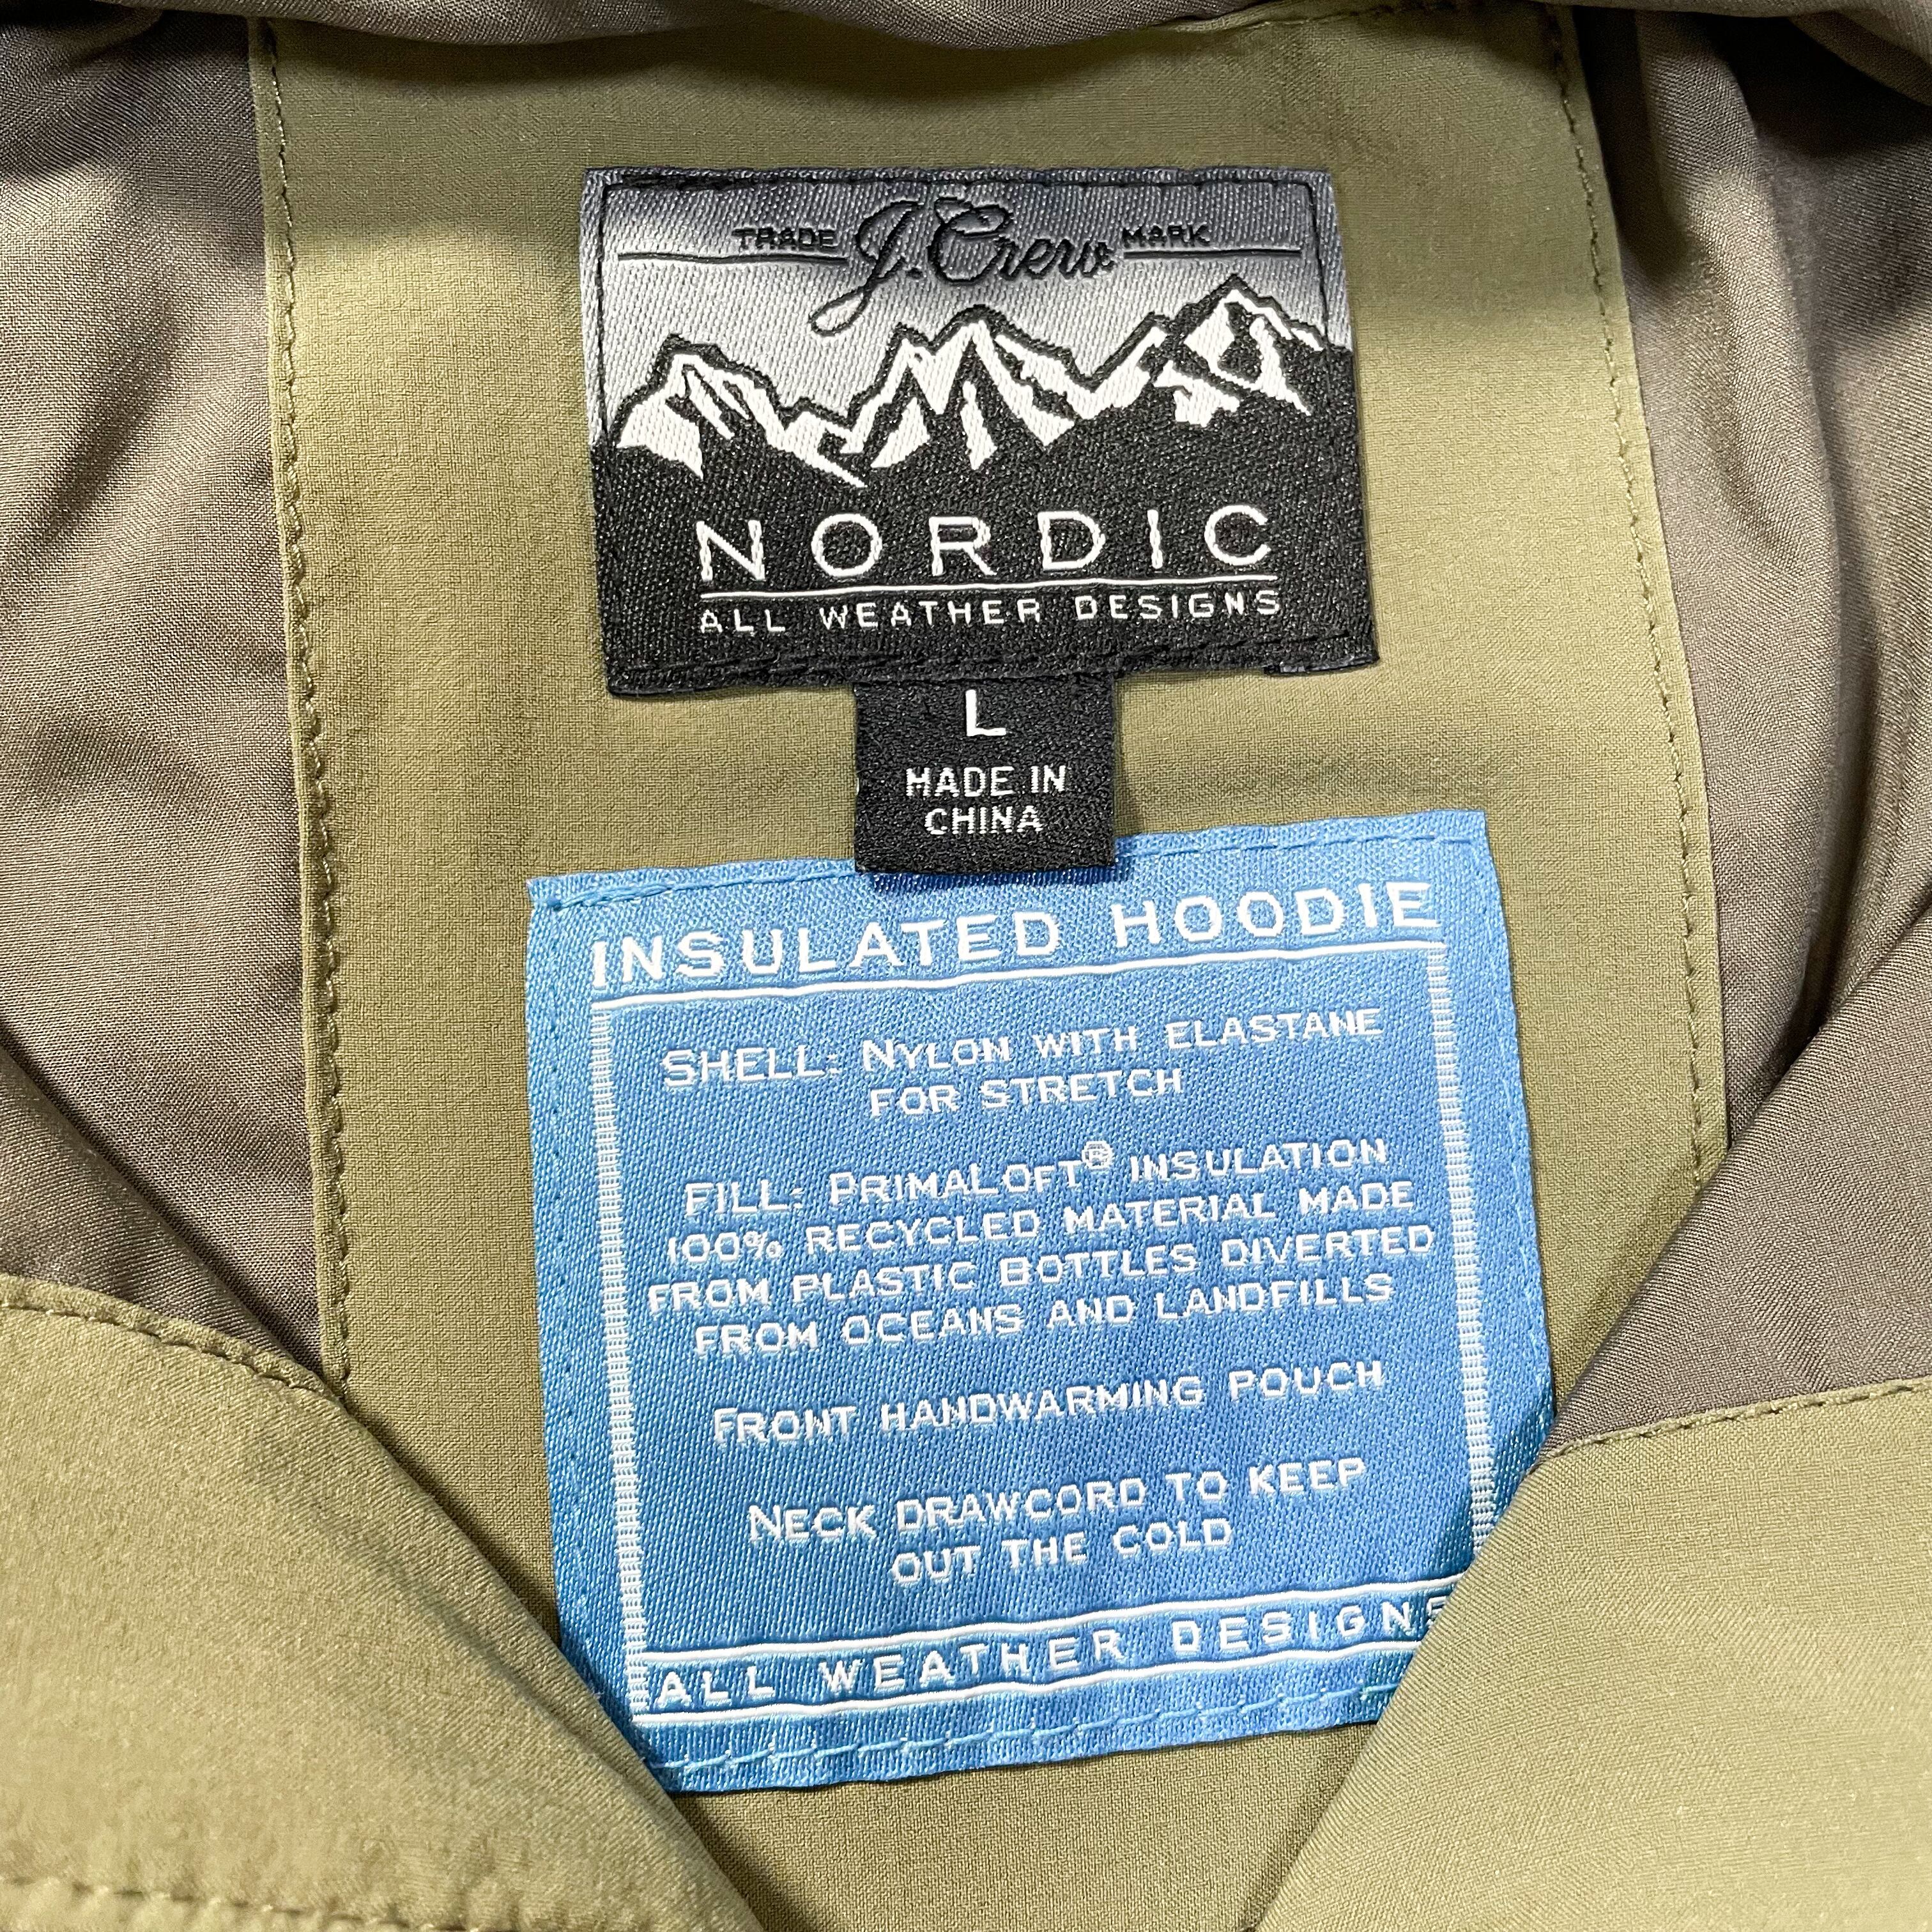 TRADE J.Crew MARK
NORDIC
ALL WEATHER DESIGNS
L
MADE IN
CHINA
INSULATED HOODIE
SHELL: NYLON WITH ELASTANE
FOR STRETCH
FILL: PRIMALOFT® INSULATION
100% RECYCLED MATERIAL MADE
FROM PLASTIC BOTTLES DIVERTED
FROM OCEANS AND LANDFILLS
FRONT HANDWARMING POUCH
NECK DRAWCORD TO KEEP
OUT THE COLD
ALL WEATHER DESIGNS